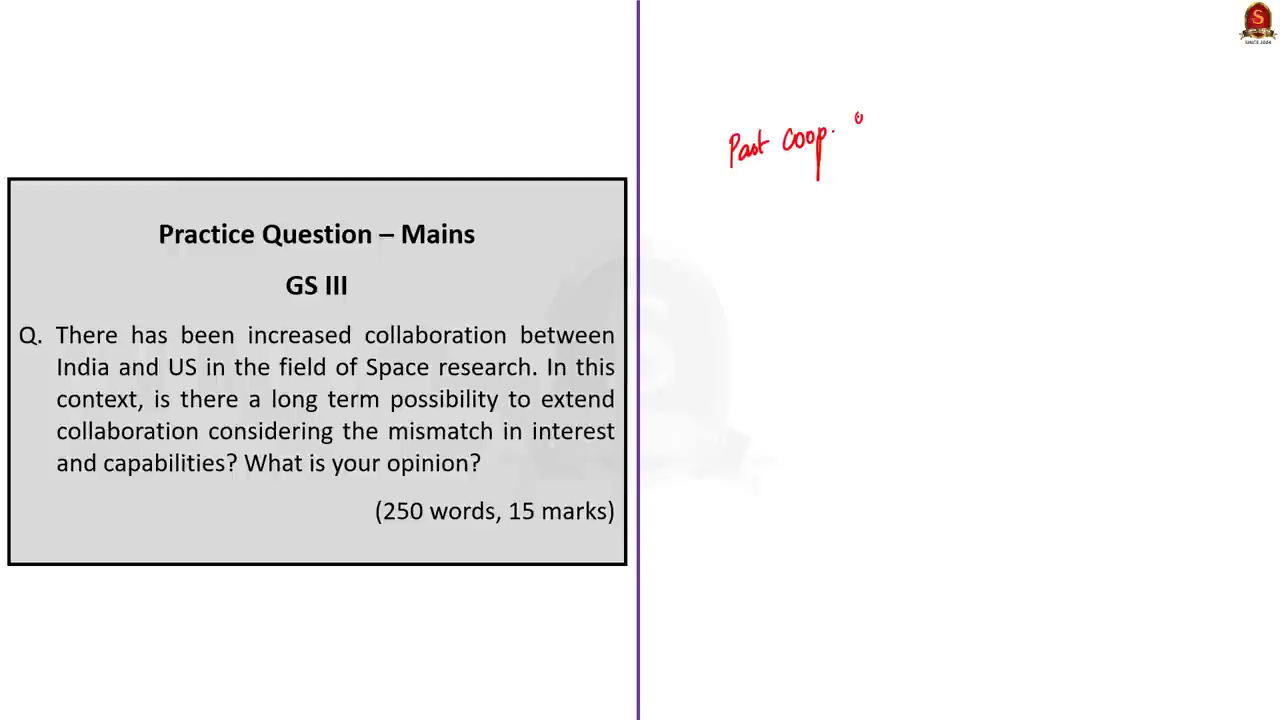 Practice Question – Mains
GS III
Q. There has been increased collaboration between
India and US in the field of Space research. In this
context, is there a long term possibility to extend
collaboration considering the mismatch in interest
and capabilities? What is your opinion?
(250 words, 15 marks)
Past coop.
S
SINCE 2004